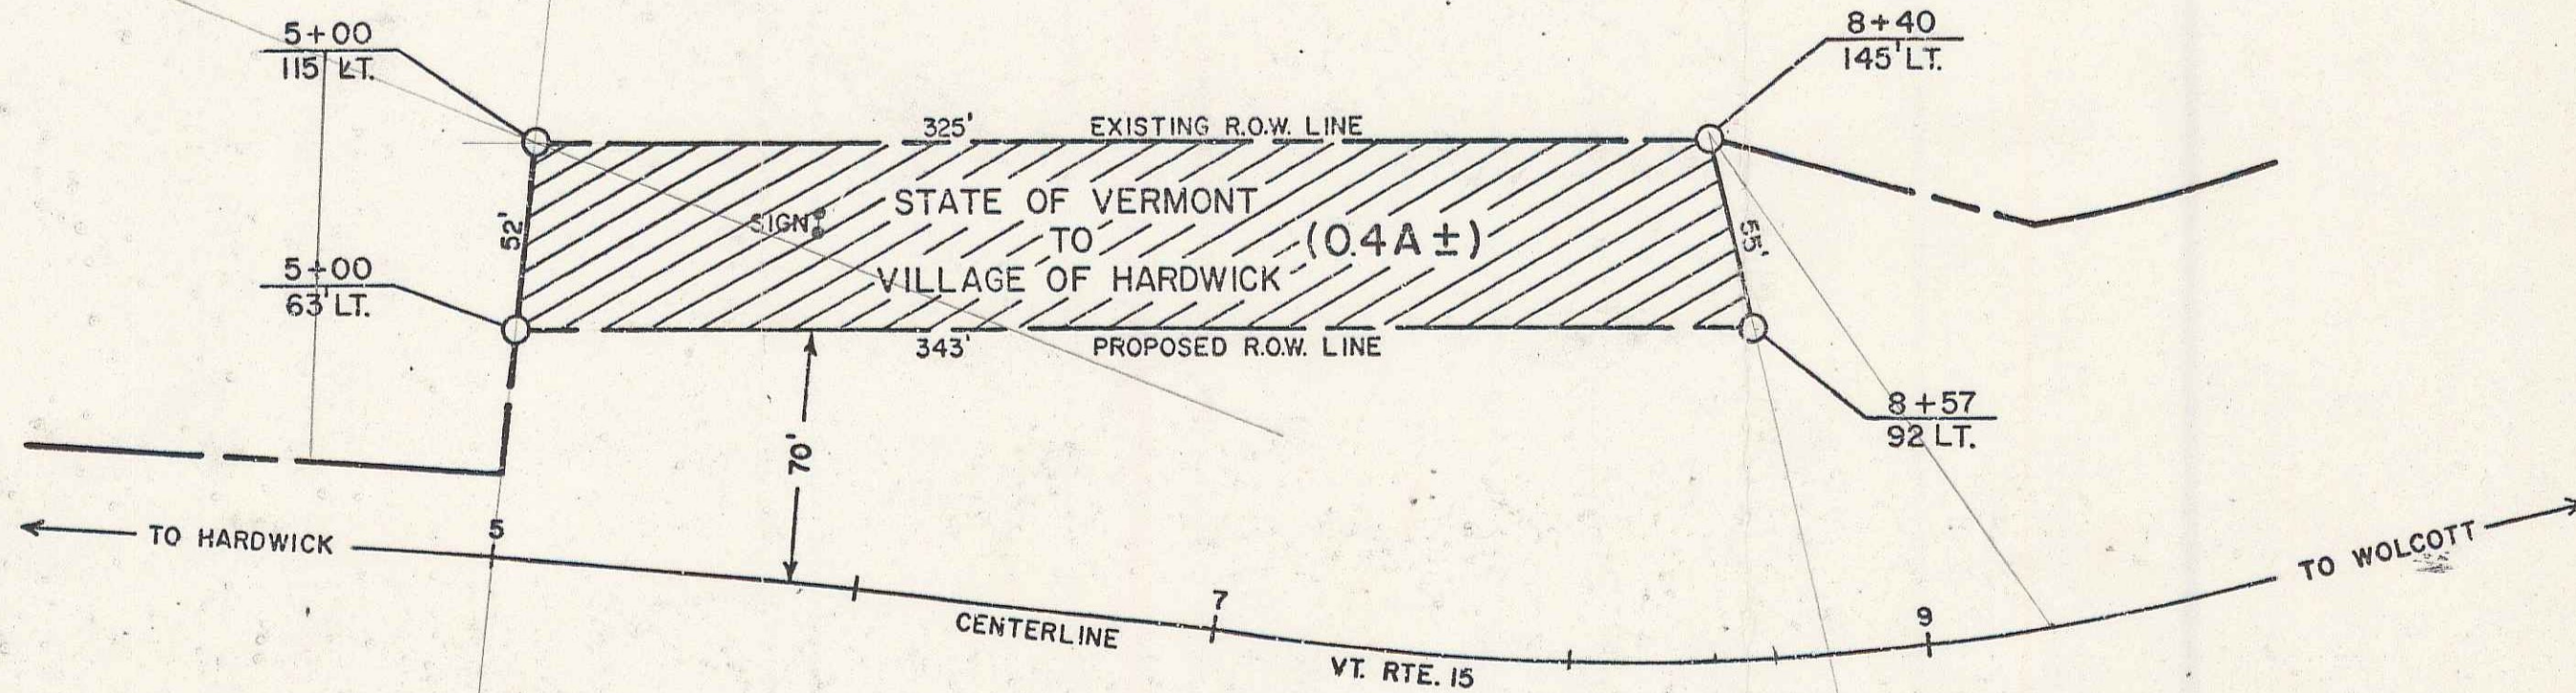 5+00
115' LT.
8+40
145' LT.
325'
EXISTING R.O.W. LINE
52'
SIGN
STATE OF VERMONT
TO
VILLAGE OF HARDWICK
(0.4A ±)
55'
5+00
63' LT.
343'
PROPOSED R.O.W. LINE
8+57
92 LT.
70'
TO HARDWICK
5
7
9
CENTERLINE
VT. RTE. 15
TO WOLCOTT